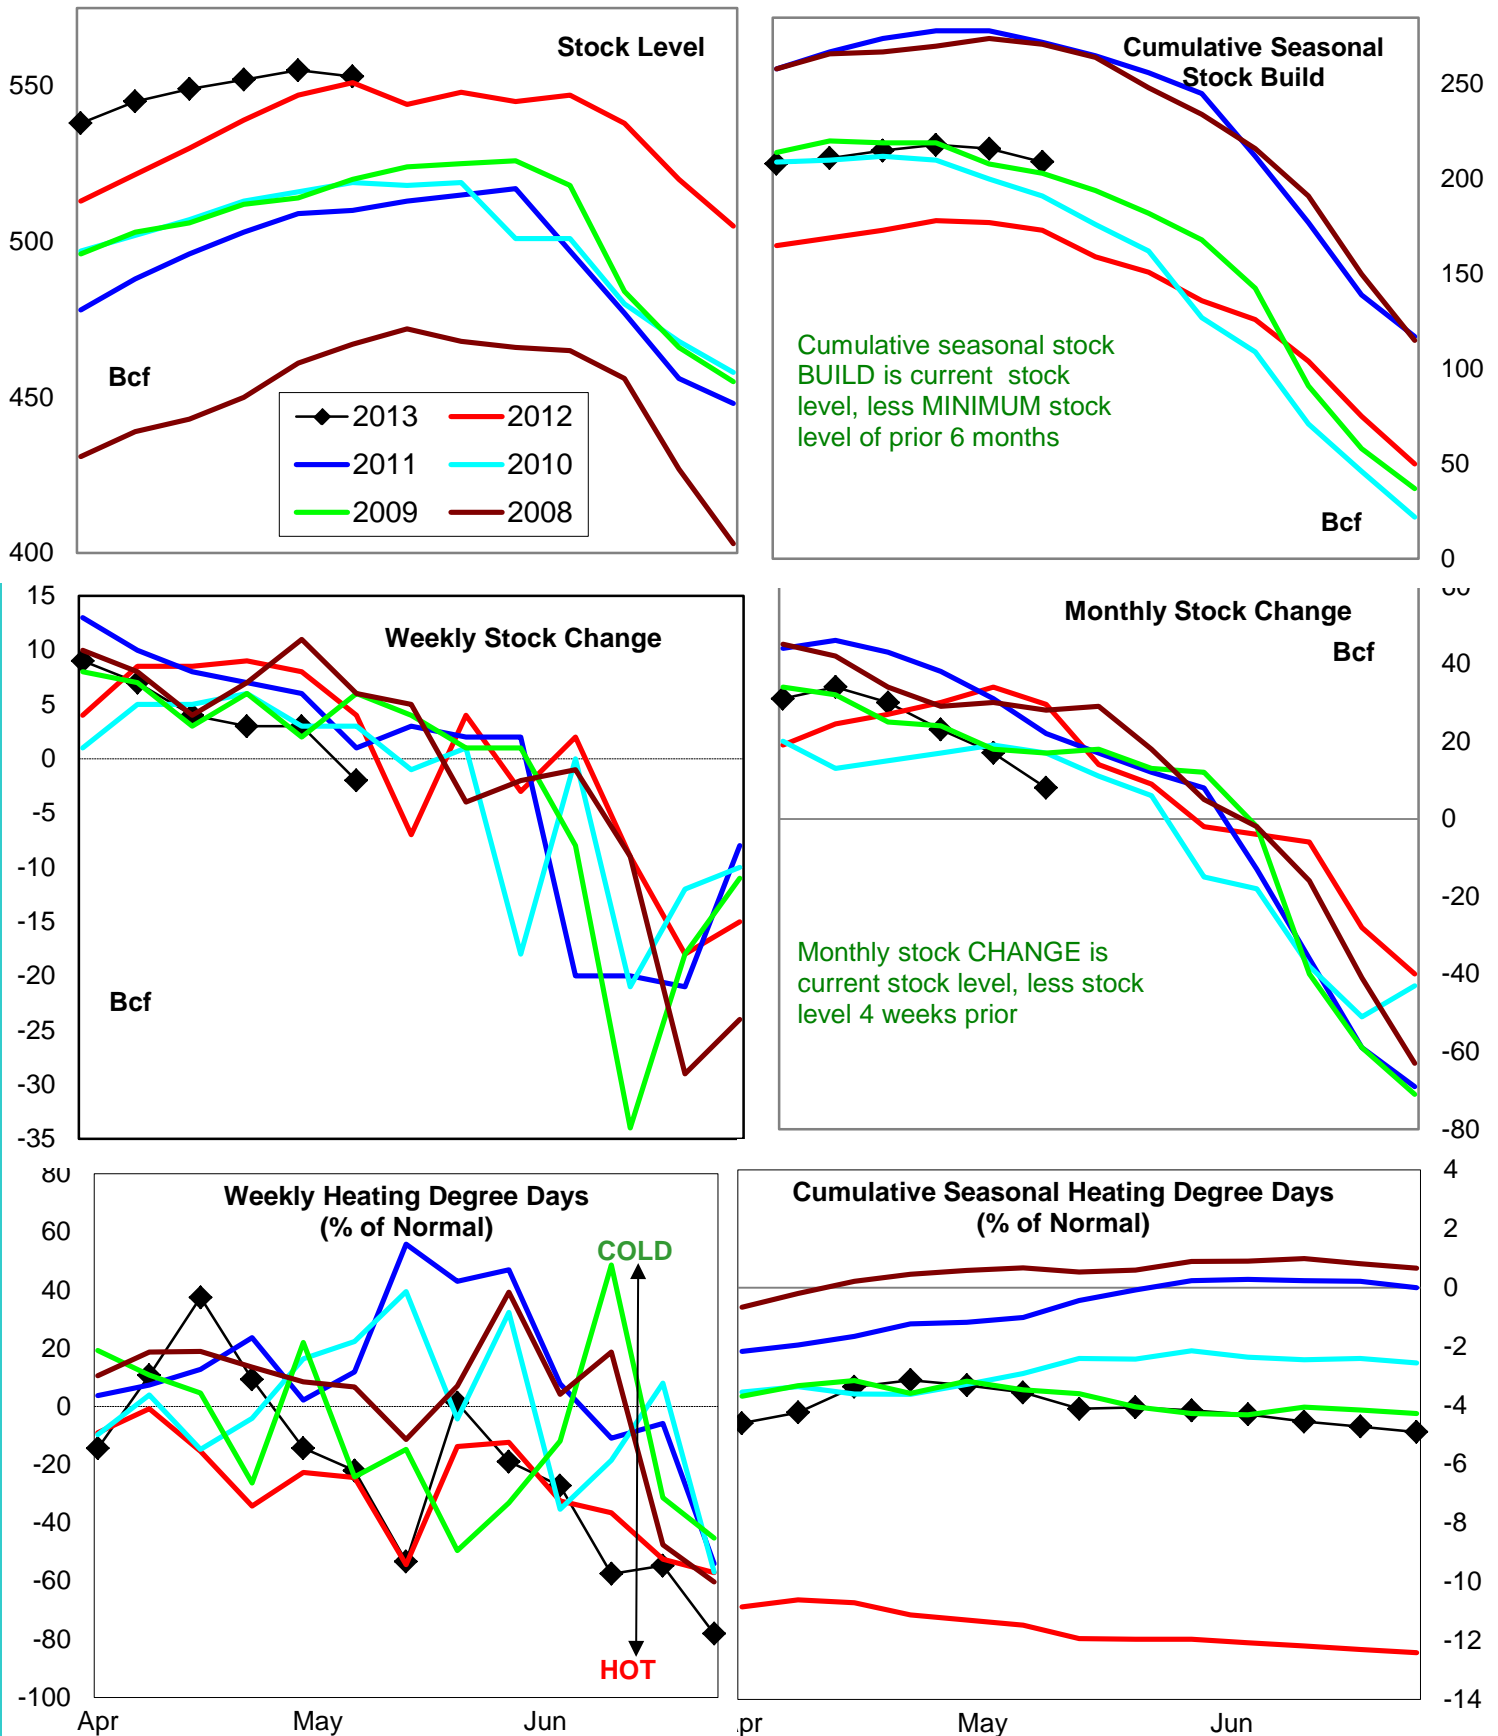 Stock Level
550
500
450
400
Bcf
2013
2012
2011
2010
2009
2008
Cumulative Seasonal
Stock Build
250
200
150
100
50
0
Cumulative seasonal stock
BUILD is current stock
level, less MINIMUM stock
level of prior 6 months
Bcf
15
10
5
0
-5
-10
-15
-20
-25
-30
-35
Weekly Stock Change
Bcf
Monthly Stock Change
Bcf
60
40
20
0
-20
-40
-60
-80
Monthly stock CHANGE is
current stock level, less stock
level 4 weeks prior
80
60
40
20
0
-20
-40
-60
-80
-100
Weekly Heating Degree Days
(% of Normal)
COLD
HOT
Apr
May
Jun
Cumulative Seasonal Heating Degree Days
(% of Normal)
4
2
0
-2
-4
-6
-8
-10
-12
-14
pr
May
Jun